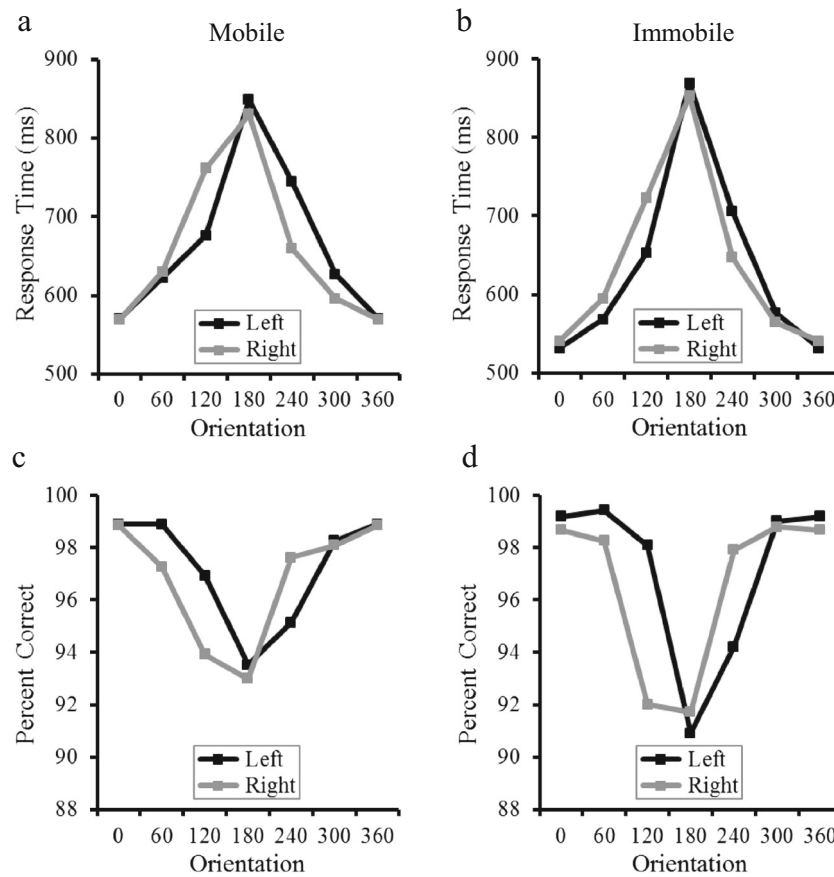 a
Mobile
900
800
700
600
500
Response Time (ms)
Left
Right
0 60 120 180 240 300 360
Orientation
b
Immobile
900
800
700
600
500
Response Time (ms)
Left
Right
0 60 120 180 240 300 360
Orientation
c
100
98
96
94
92
90
88
Percent Correct
Left
Right
0 60 120 180 240 300 360
Orientation
d
100
98
96
94
92
90
88
Percent Correct
Left
Right
0 60 120 180 240 300 360
Orientation